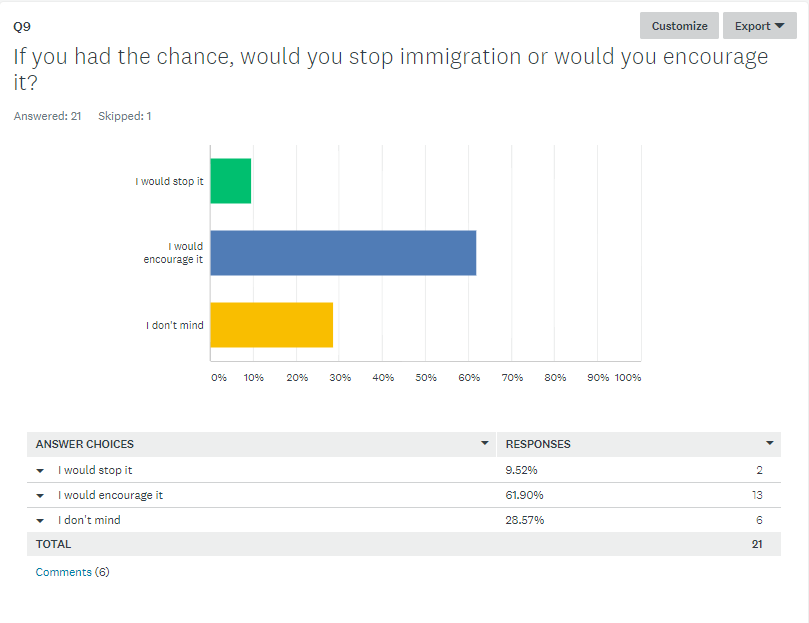 Q9
Customize
Export
If you had the chance, would you stop immigration or would you encourage
it?
Answered: 21 Skipped: 1
I would stop it
I would
encourage it
I don't mind
0% 10% 20% 30% 40% 50% 60% 70% 80% 90% 100%
ANSWER CHOICES RESPONSES
I would stop it 9.52% 2
I would encourage it 61.90% 13
I don't mind 28.57% 6
TOTAL 21
Comments (6)